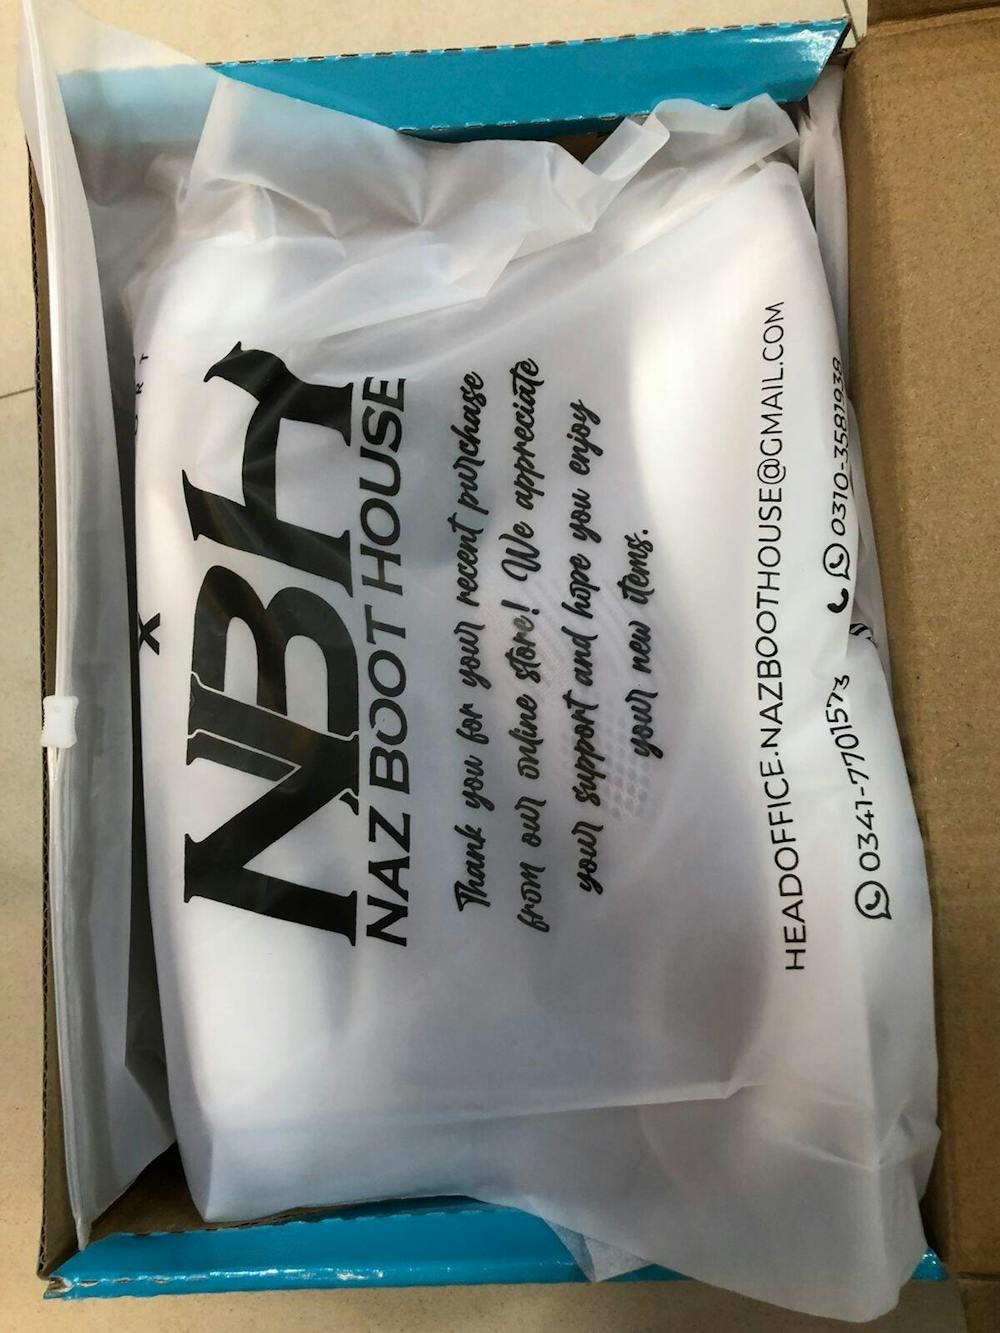 NBH
NAZ BOOT HOUSE
Thank you for your recent purchase
from our online store! We appreciate
your support and hope you enjoy
your new items.
HEADOFFICE.NAZBOOTHOUSE@GMAIL.COM
0341-7701573 0310-3581938
X